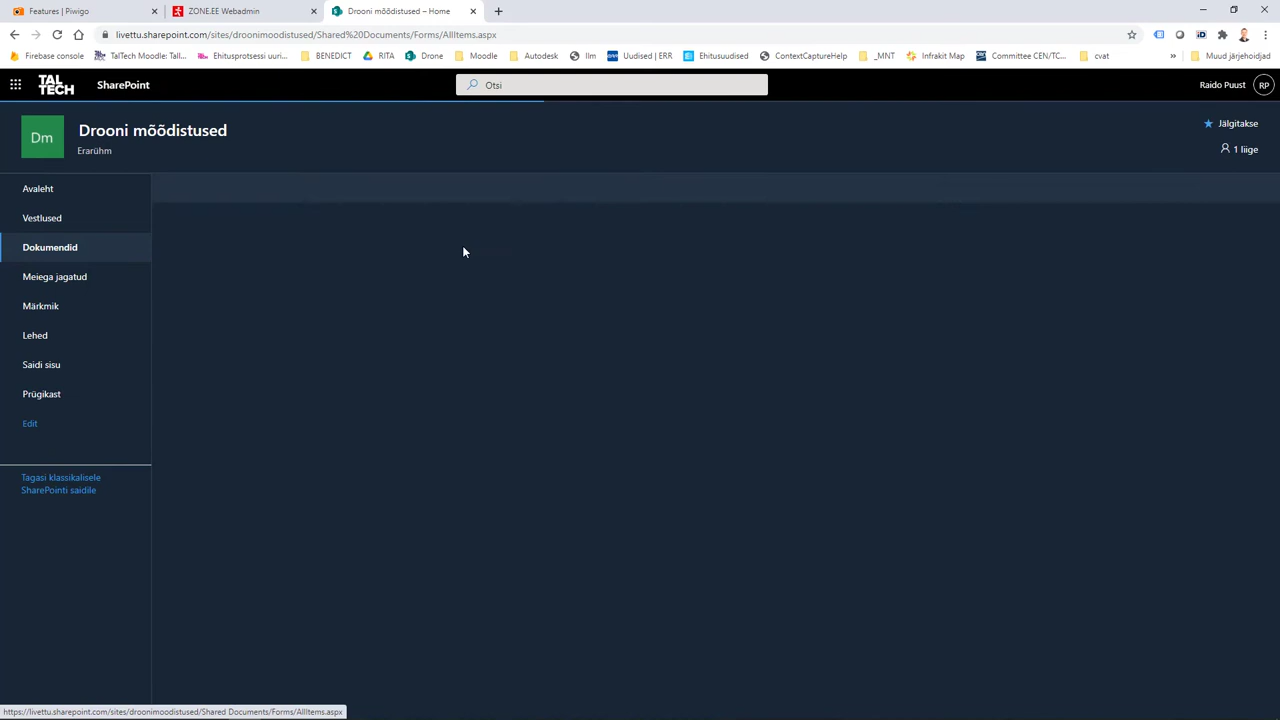 Features | Piwigo
ZONE.EE Webadmin
Drooni mõõdistused – Home
livettu.sharepoint.com/sites/droonimoodistused/Shared%20Documents/Forms/AllItems.aspx
Firebase console
TalTech Moodle: Tall...
Ehitusprotsessi uuri...
BENEDICT
RITA
Drone
Moodle
Autodesk
Ilm
Uudised | ERR
Ehitusuudised
ContextCaptureHelp
_MNT
Infrakit Map
Committee CEN/TC...
cvat
»
Muud järjehoidjad
TAL
TECH
SharePoint
Otsi
Raido Puust
RP
Dm
Drooni mõõdistused
Erarühm
Jälgitakse
1 liige
Avaleht
Vestlused
Dokumendid
Meiega jagatud
Märkmik
Lehed
Saidi sisu
Prügikast
Edit
Tagasi klassikalisele
SharePointi saidile
https://livettu.sharepoint.com/sites/droonimoodistused/Shared Documents/Forms/AllItems.aspx